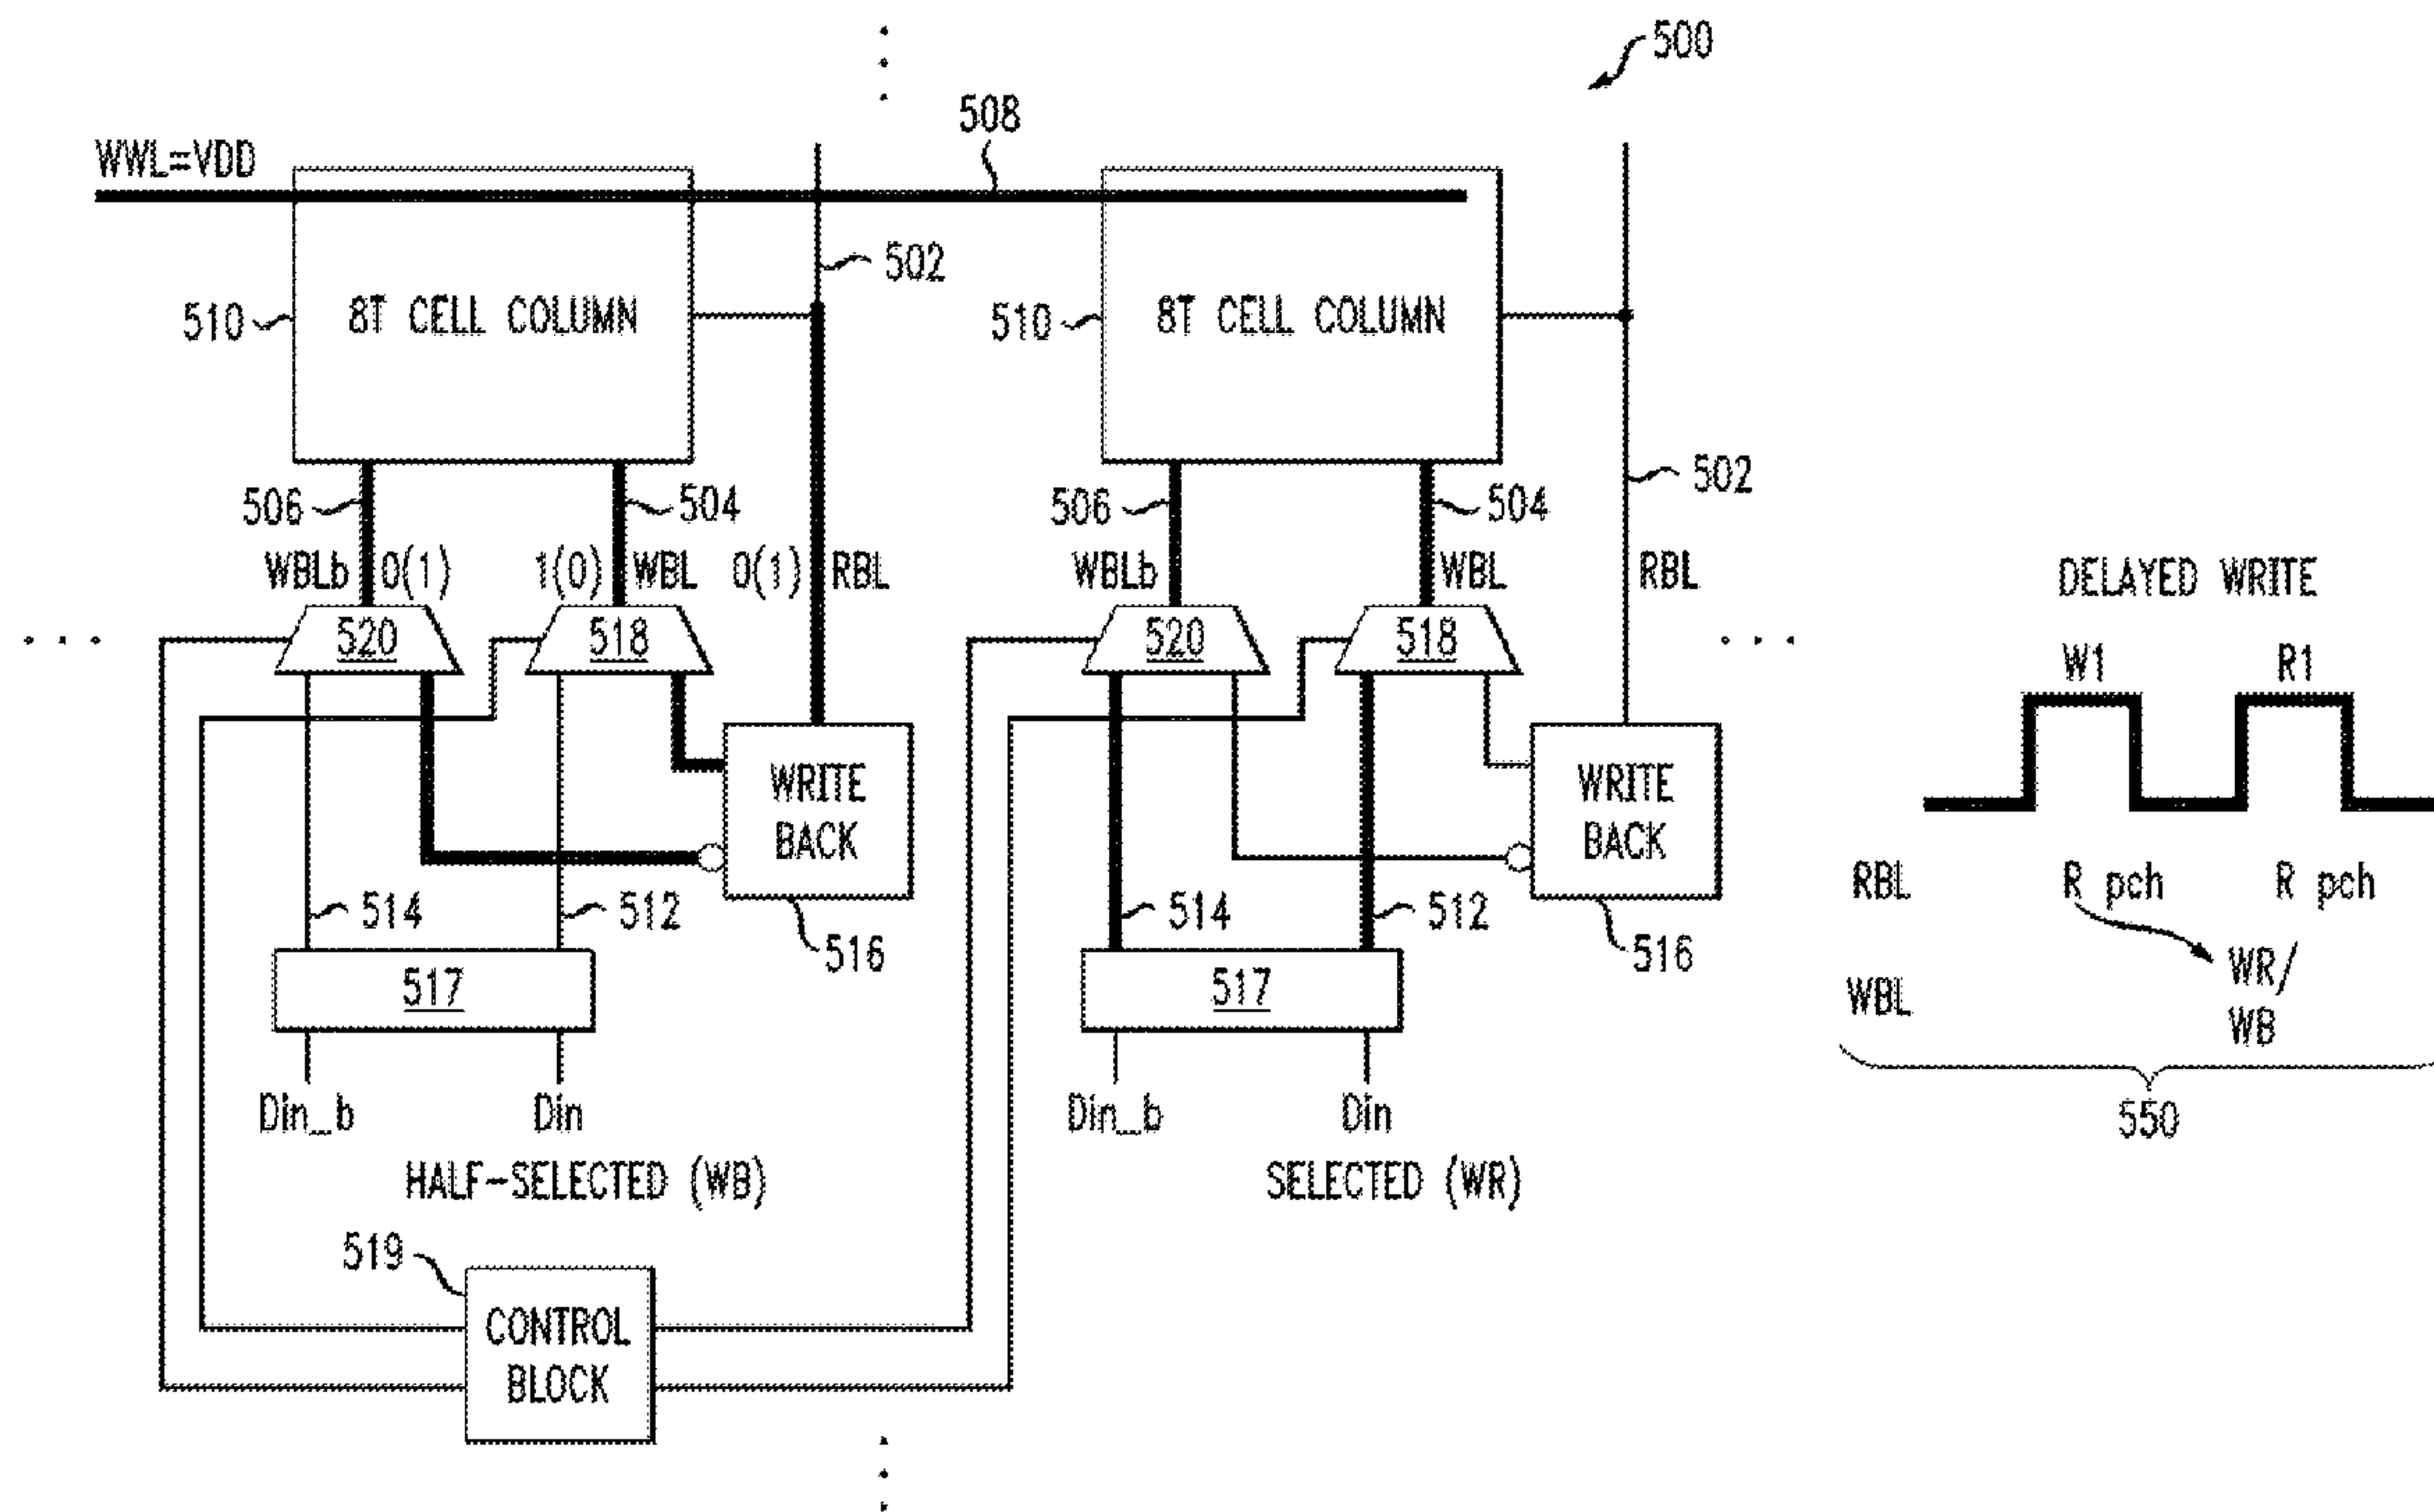 500
508
WWL=VDD
502
510 8T CELL COLUMN 510 8T CELL COLUMN
506 504 506 504 502
WBLb 0(1) 1(0) WBL 0(1) RBL WBLb WBL RBL
DELAYED WRITE
520 518 520 518
W1 R1
WRITE BACK WRITE BACK
RBL R pch R pch
514 512 516 514 512 516
517 517
WBL WR/
WB
Din_b Din Din_b Din
550
HALF-SELECTED (WB) SELECTED (WR)
519
CONTROL
BLOCK